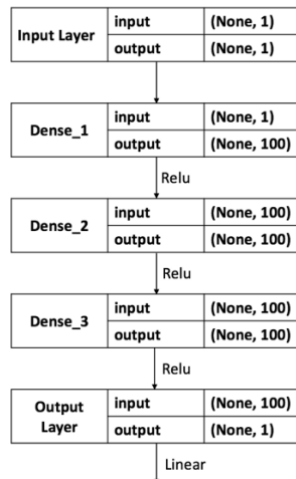 Input Layer input (None, 1)
output (None, 1)
Dense_1 input (None, 1)
output (None, 100)
Relu
Dense_2 input (None, 100)
output (None, 100)
Relu
Dense_3 input (None, 100)
output (None, 100)
Relu
Output Layer input (None, 100)
output (None, 1)
Linear